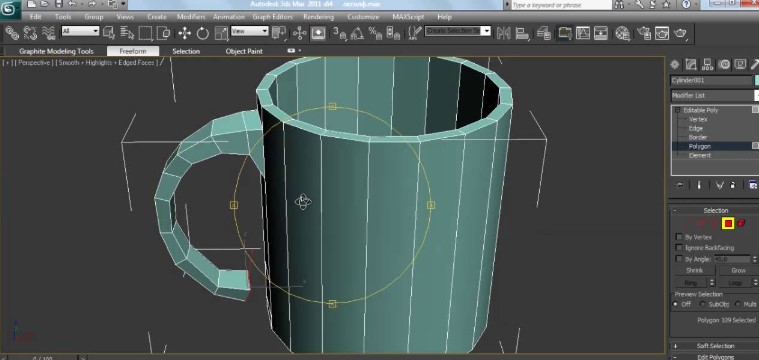 Autodesk 3ds Max 2011 x64
Type a keyword or phrase
Edit Tools Group Views Create Modifiers Animation Graph Editors Rendering Customize MAXScript Help
All
View
Create Selection Se
Graphite Modeling Tools Freeform Selection Object Paint
[ + ] [ Perspective ] [ Smooth + Highlights + Edged Faces ]
Cylinder001
Modifier List
Editable Poly
Vertex
Edge
Border
Polygon
Element
Selection
By Vertex
Ignore Backfacing
By Angle: 45.0
Shrink Grow
Ring Loop
Preview Selection
Off SubObj Multi
Polygon 109 Selected
Soft Selection
Edit Polygons
0 / 100